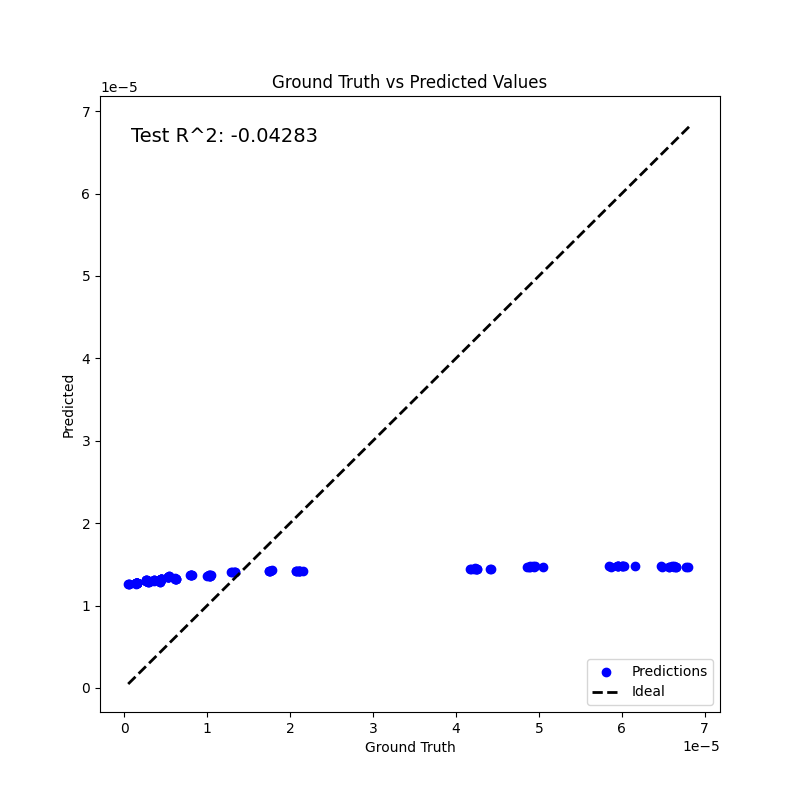 Ground Truth vs Predicted Values
1e−5
Test R^2: -0.04283
7
6
5
4
3
2
1
0
Predicted
Predictions
Ideal
0 1 2 3 4 5 6 7
1e−5
Ground Truth